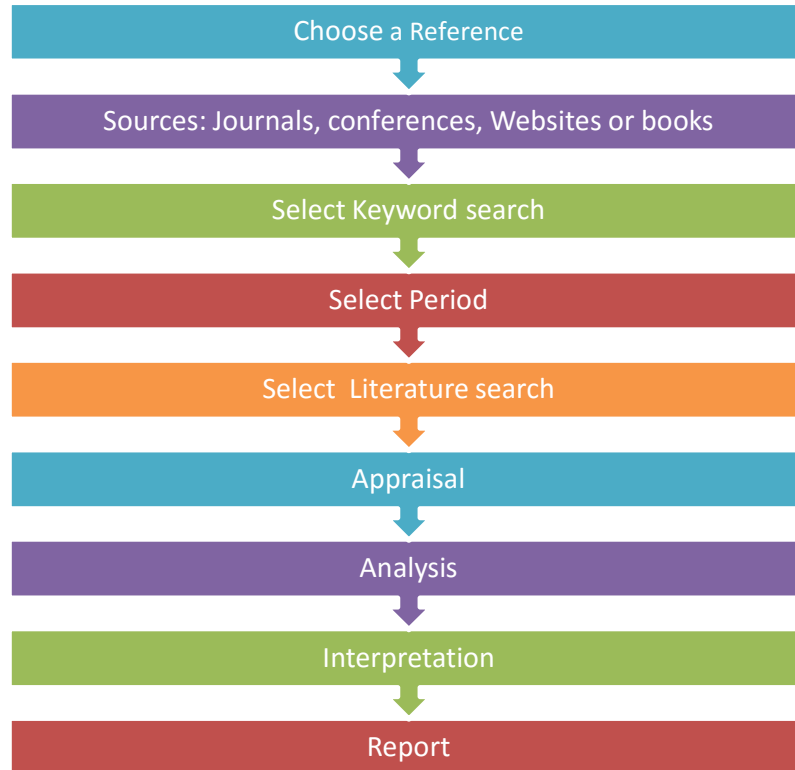 Choose a Reference
Sources: Journals, conferences, Websites or books
Select Keyword search
Select Period
Select  Literature search
Appraisal
Analysis
Interpretation
Report